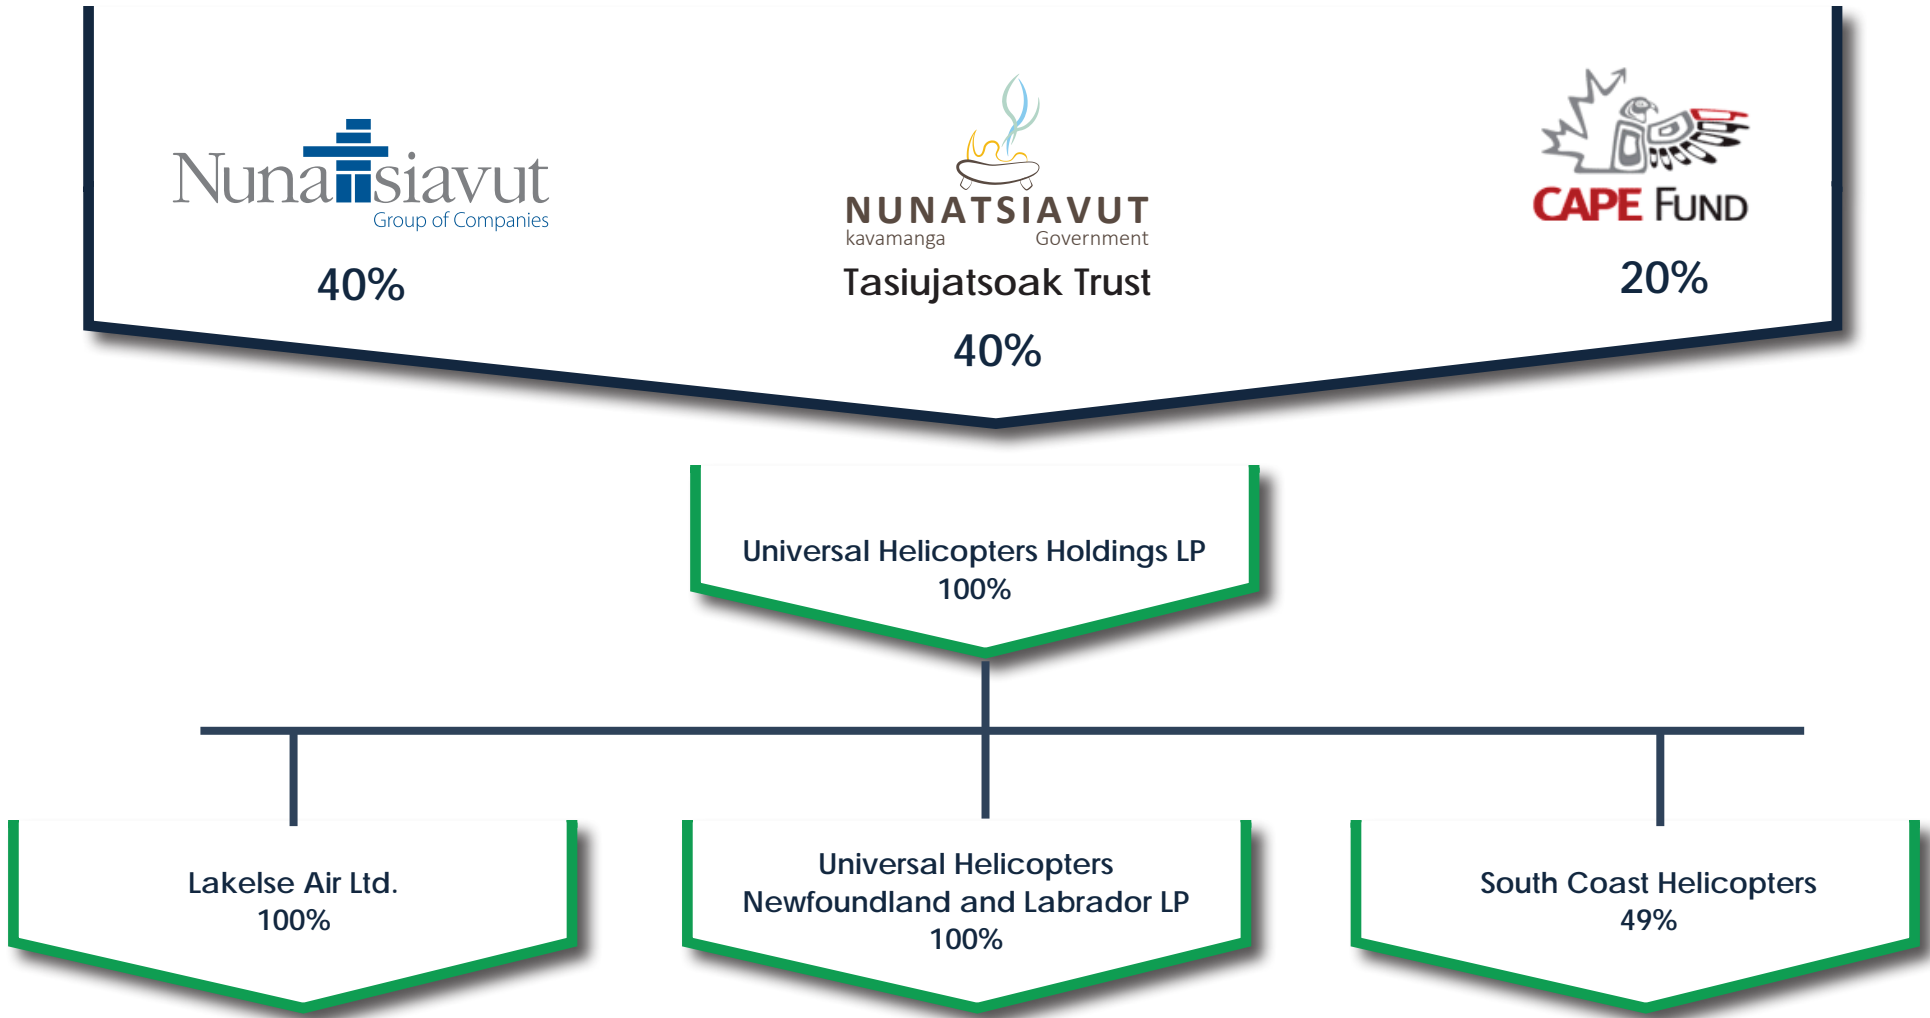 Nunatsiavut
Group of Companies
40%
NUNATSIAVUT
kavamanga Government
Tasiujatsoak Trust
40%
CAPE FUND
20%
Universal Helicopters Holdings LP
100%
Lakelse Air Ltd.
100%
Universal Helicopters
Newfoundland and Labrador LP
100%
South Coast Helicopters
49%